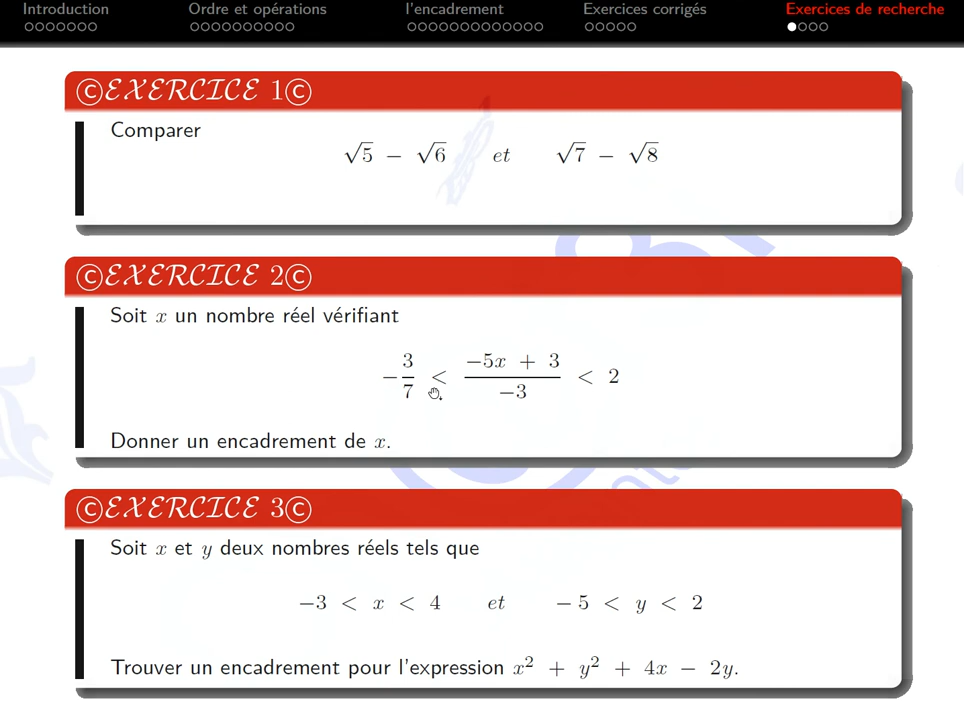 Introduction Ordre et opérations l'encadrement Exercices corrigés Exercices de recherche
©EXERCICE 1©
Comparer
√5 − √6 et √7 − √8
©EXERCICE 2©
Soit x un nombre réel vérifiant
−3/7 < (−5x + 3)/(−3) < 2
Donner un encadrement de x.
©EXERCICE 3©
Soit x et y deux nombres réels tels que
−3 < x < 4 et − 5 < y < 2
Trouver un encadrement pour l'expression x² + y² + 4x − 2y.